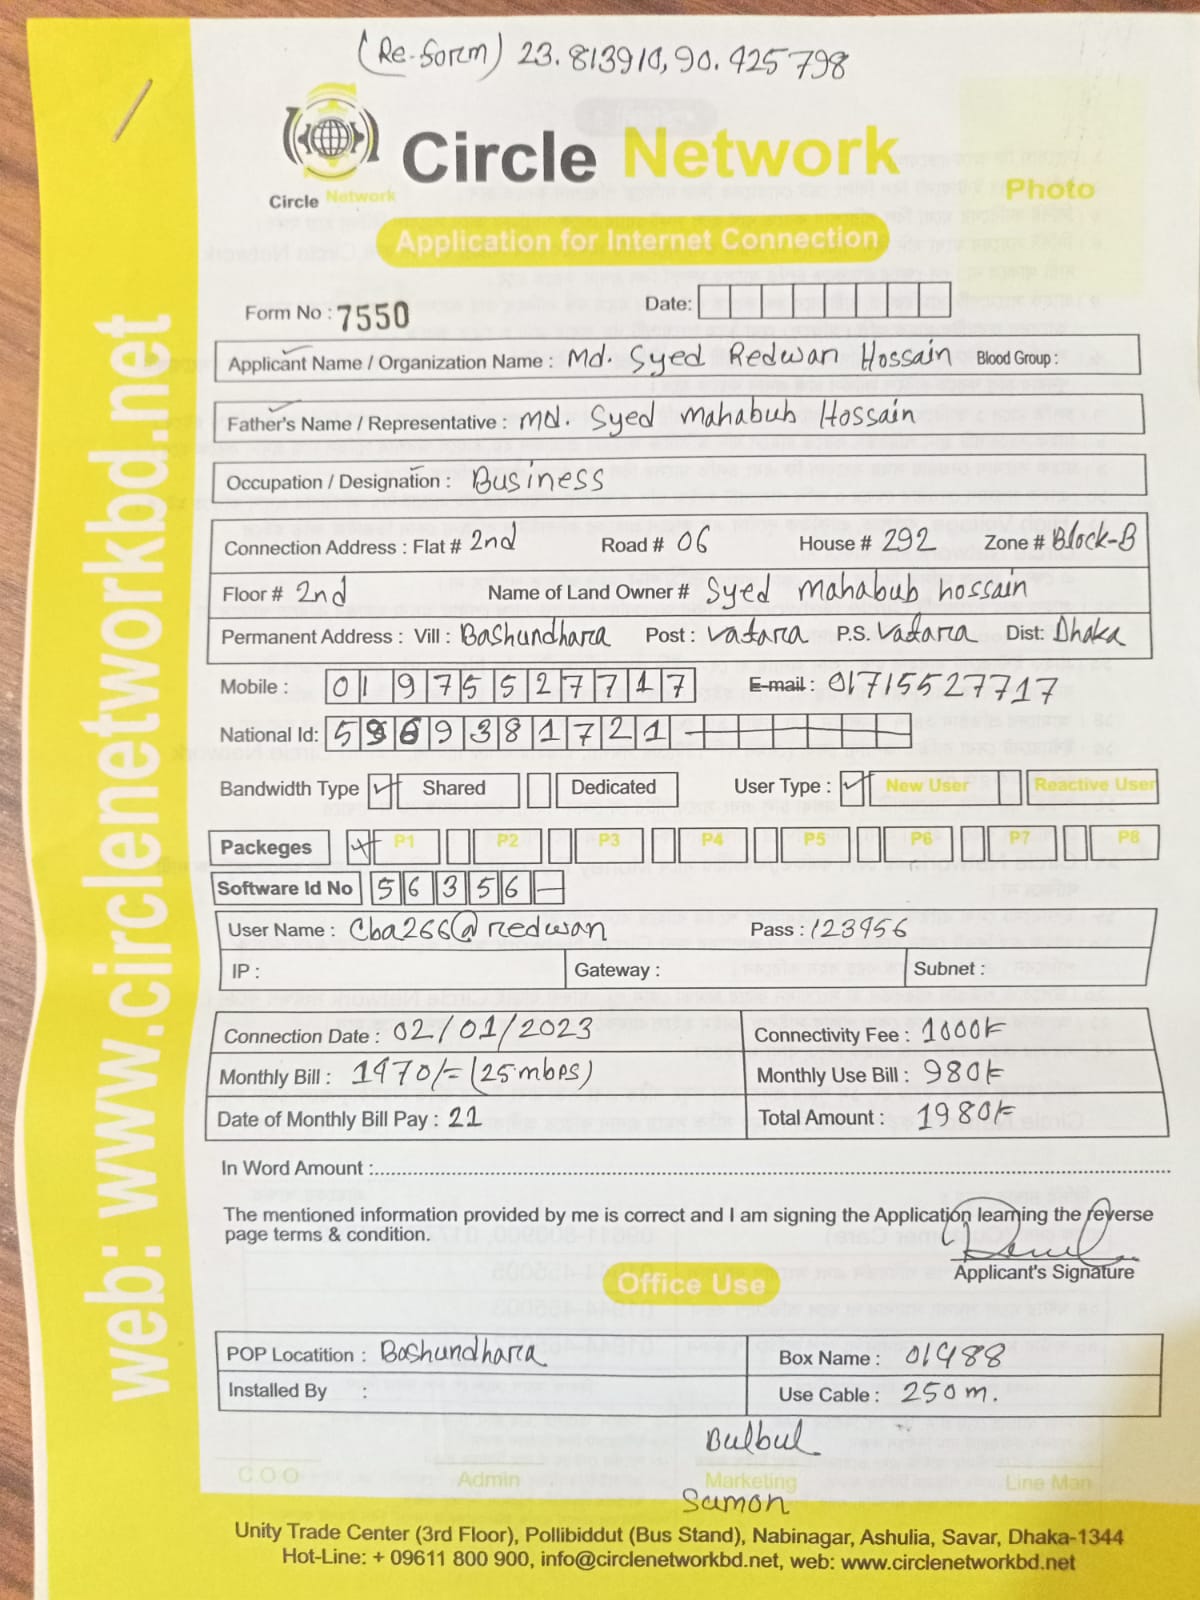 (Re-form) 23.813910, 90.425798
Circle Network
Circle Network
Photo
Application for Internet Connection
Form No : 7550 Date:
Applicant Name / Organization Name : Md. Syed Redwan Hossain Blood Group :
Father's Name / Representative : Md. Syed Mahabub Hossain
Occupation / Designation : Business
Connection Address : Flat # 2nd Road # 06 House # 292 Zone # Block-B
Floor # 2nd Name of Land Owner # Syed mahabub hossain
Permanent Address : Vill : Bashundhara Post : Vatara P.S. Vatara Dist: Dhaka
Mobile : 01975527717 E-mail : 01715527717
National Id: 5969381721
Bandwidth Type Shared Dedicated User Type : New User Reactive User
Packeges P1 P2 P3 P4 P5 P6 P7 P8
Software Id No 56356
User Name : Cba266@redwan Pass : 123456
IP : Gateway : Subnet :
Connection Date : 02/01/2023 Connectivity Fee : 1000/-
Monthly Bill : 1470/= (25mbps) Monthly Use Bill : 980/-
Date of Monthly Bill Pay : 22 Total Amount : 1980/-
In Word Amount :
The mentioned information provided by me is correct and I am signing the Application learning the reverse
page terms & condition.
Applicant's Signature
Office Use
POP Locatition : Bashundhara Box Name : 01488
Installed By : Use Cable : 250 m.
Bulbul
C.O.O Admin Marketing Line Man
Sumon
Unity Trade Center (3rd Floor), Pollibiddut (Bus Stand), Nabinagar, Ashulia, Savar, Dhaka-1344
Hot-Line: + 09611 800 900, info@circlenetworkbd.net, web: www.circlenetworkbd.net
web: www.circlenetworkbd.net